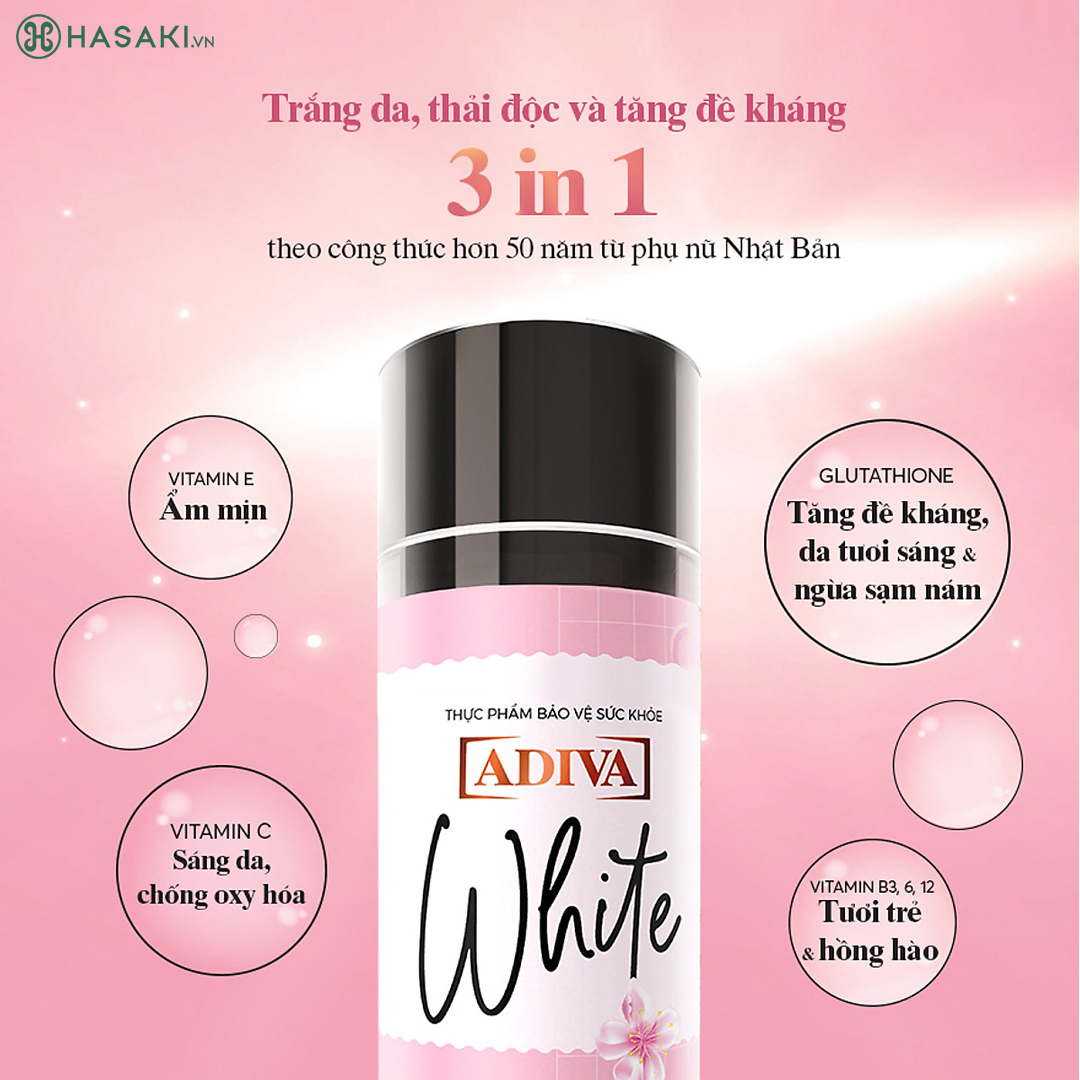 HASAKI.VN
Trắng da, thải độc và tăng đề kháng
3 in 1
theo công thức hơn 50 năm từ phụ nữ Nhật Bản
VITAMIN E
Ẩm mịn
GLUTATHIONE
Tăng đề kháng,
da tươi sáng &
ngừa sạm nám
THỰC PHẨM BẢO VỆ SỨC KHỎE
ADIVA
White
VITAMIN C
Sáng da,
chống oxy hóa
VITAMIN B3, 6, 12
Tươi trẻ
& hồng hào